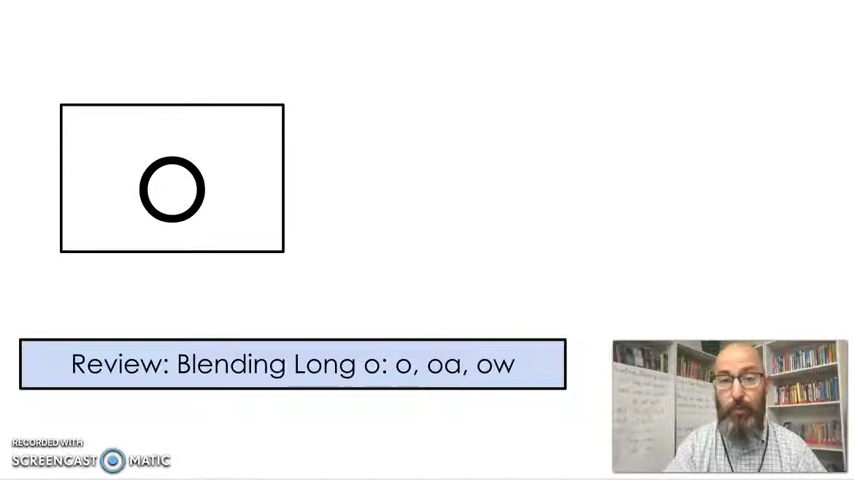 o
Review: Blending Long o: o, oa, ow
RECORDED WITH
SCREENCAST MATIC